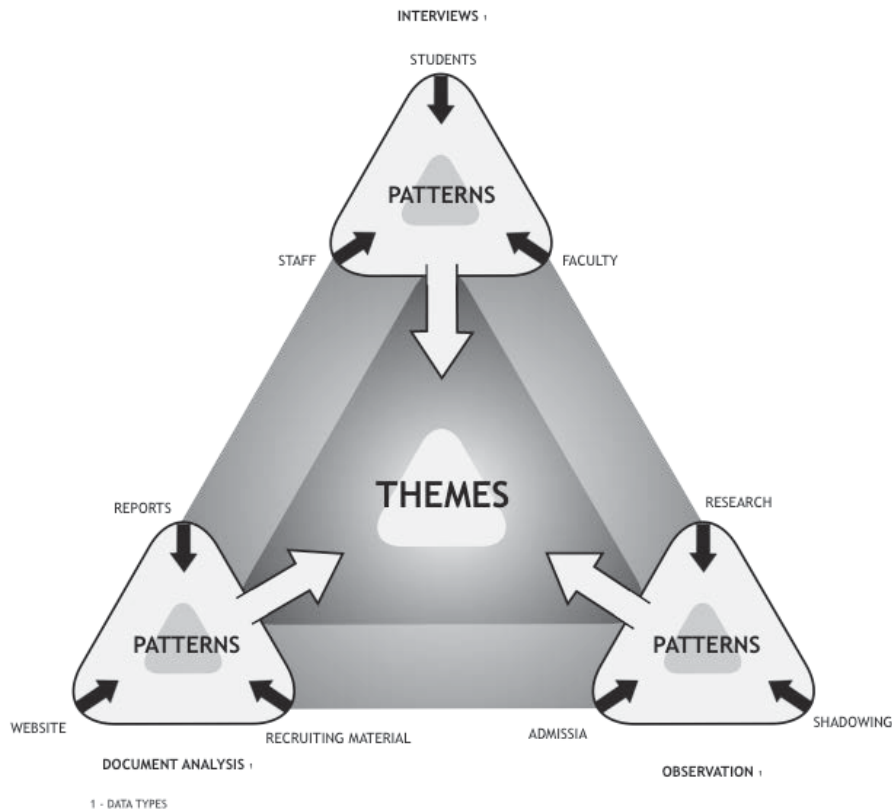 INTERVIEWS 1
STUDENTS
PATTERNS
STAFF
FACULTY
THEMES
REPORTS
RESEARCH
PATTERNS
PATTERNS
WEBSITE
RECRUITING MATERIAL
ADMISSIA
SHADOWING
DOCUMENT ANALYSIS 1
OBSERVATION 1
1 - DATA TYPES